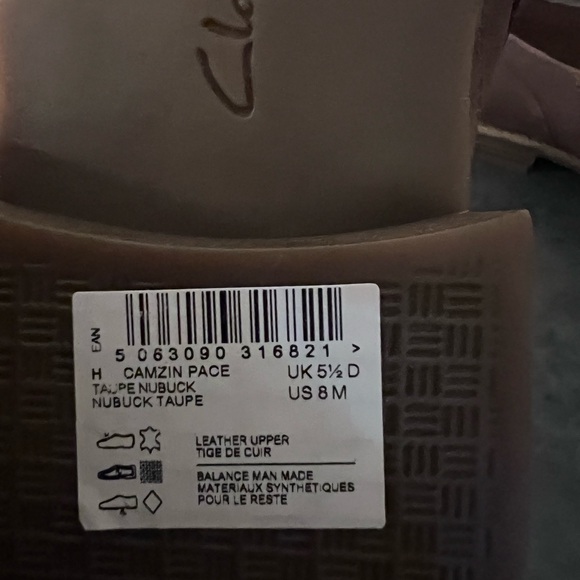 Cla
EAN
5 063090 316821 >
H CAMZIN PACE UK 5½ D
TAUPE NUBUCK US 8 M
NUBUCK TAUPE
LEATHER UPPER
TIGE DE CUIR
BALANCE MAN MADE
MATERIAUX SYNTHETIQUES
POUR LE RESTE